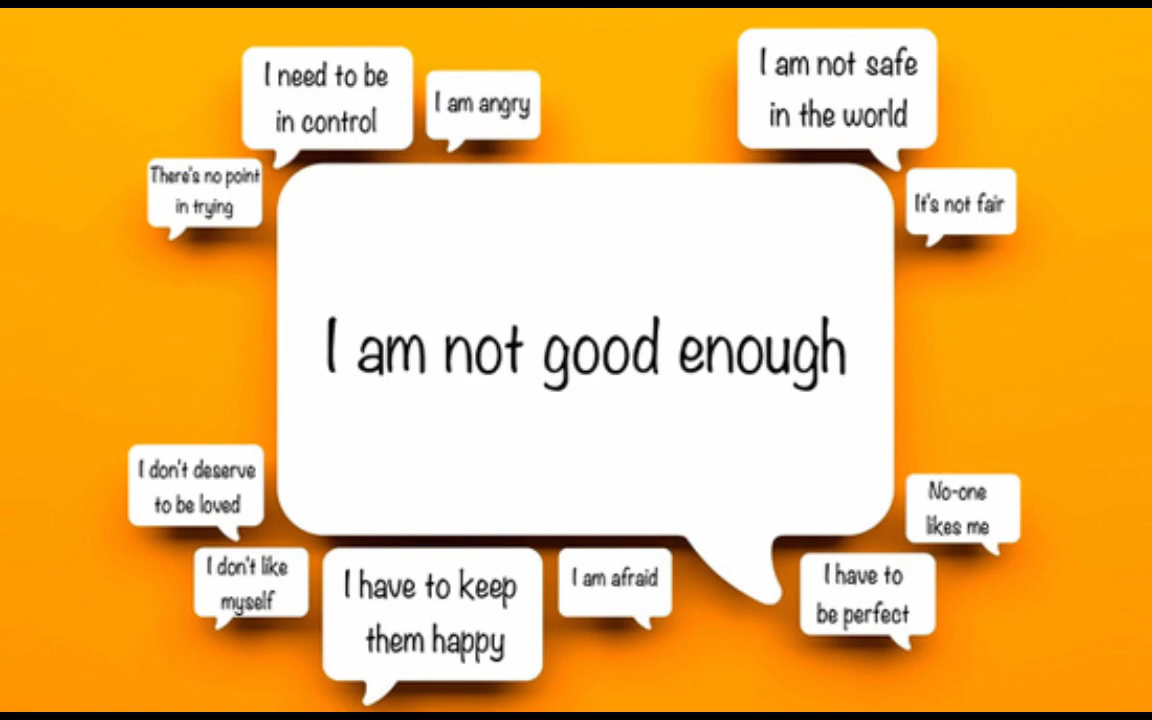 I need to be
in control
I am angry
I am not safe
in the world
There's no point
in trying
It's not fair
I am not good enough
I don't deserve
to be loved
No-one
likes me
I don't like
myself
I have to keep
them happy
I am afraid
I have to
be perfect